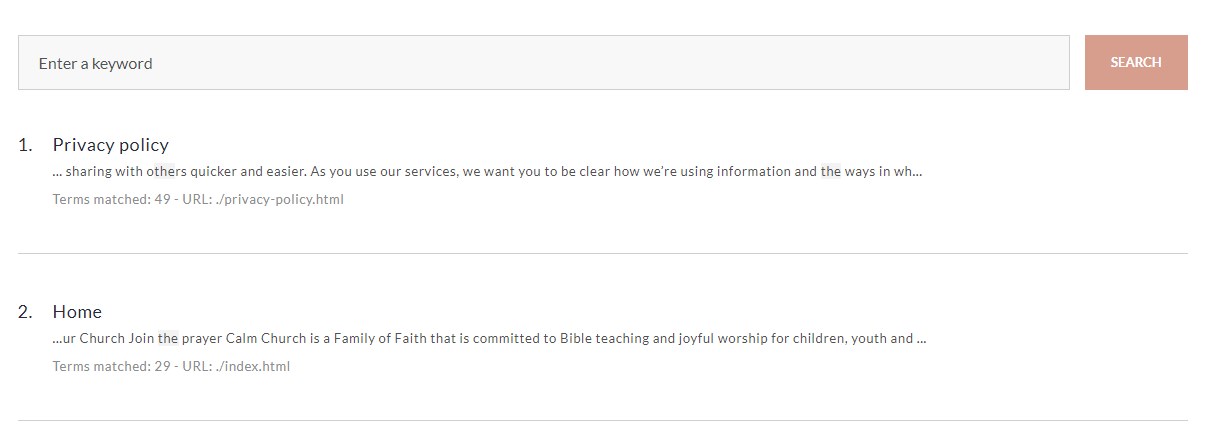 Enter a keyword
SEARCH
1. Privacy policy
... sharing with others quicker and easier. As you use our services, we want you to be clear how we’re using information and the ways in wh...
Terms matched: 49 - URL: ./privacy-policy.html
2. Home
...ur Church Join the prayer Calm Church is a Family of Faith that is committed to Bible teaching and joyful worship for children, youth and ...
Terms matched: 29 - URL: ./index.html